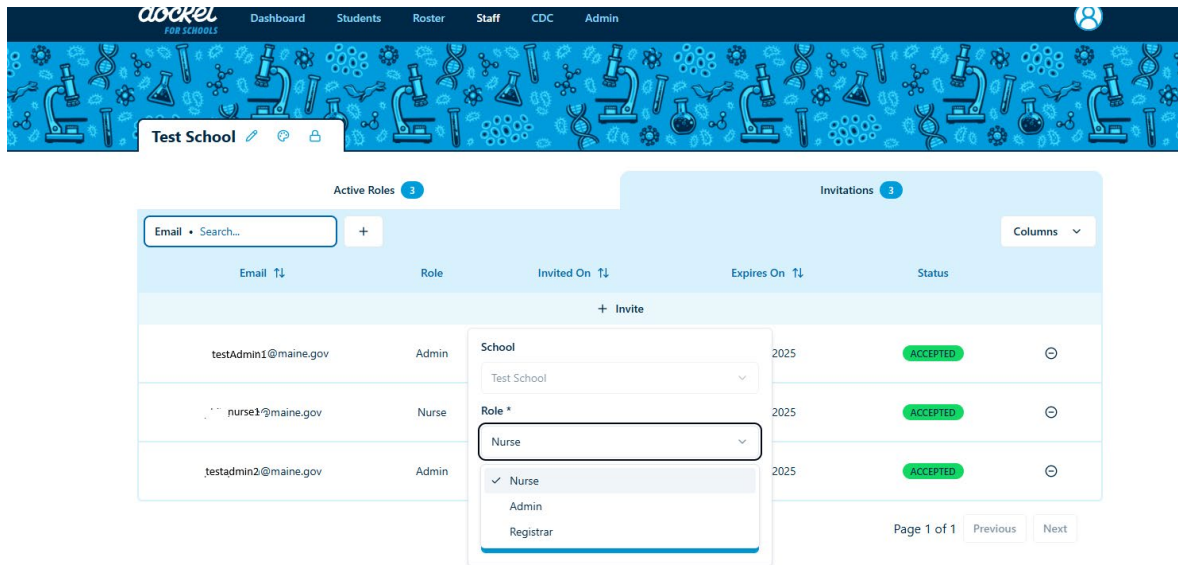 docket
FOR SCHOOLS
Dashboard Students Roster Staff CDC Admin
Test School
Active Roles 3
Invitations 3
Email • Search...
+
Columns
Email Role Invited On Expires On Status
+ Invite
testAdmin1@maine.gov Admin 2025 ACCEPTED
nurse1@maine.gov Nurse 2025 ACCEPTED
testadmin2@maine.gov Admin 2025 ACCEPTED
School
Test School
Role *
Nurse
Nurse
Admin
Registrar
Page 1 of 1 Previous Next